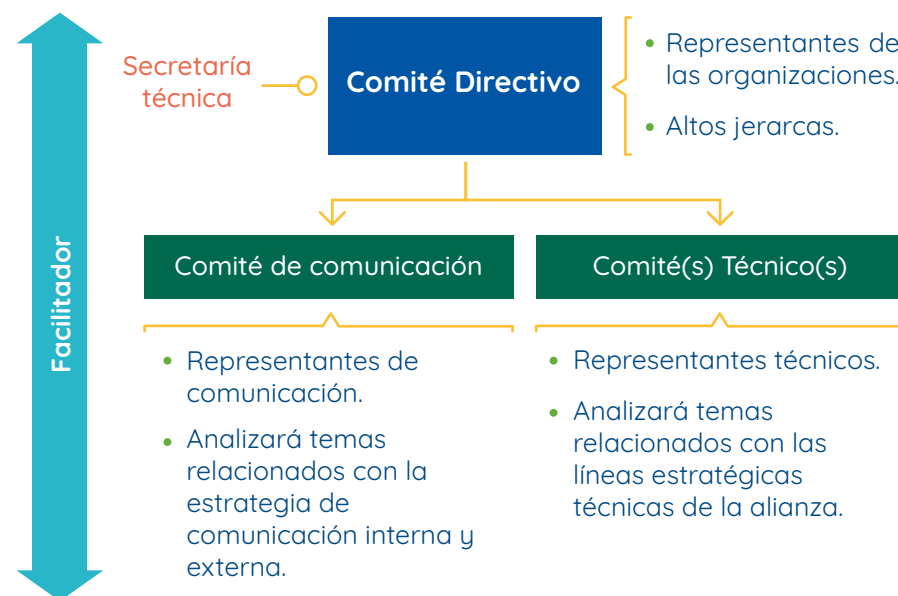 Secretaría
técnica
Comité Directivo
• Representantes de
las organizaciones.
• Altos jerarcas.
Facilitador
Comité de comunicación
Comité(s) Técnico(s)
• Representantes de
comunicación.
• Analizará temas
relacionados con la
estrategia de
comunicación interna y
externa.
• Representantes técnicos.
• Analizará temas
relacionados con las
líneas estratégicas
técnicas de la alianza.